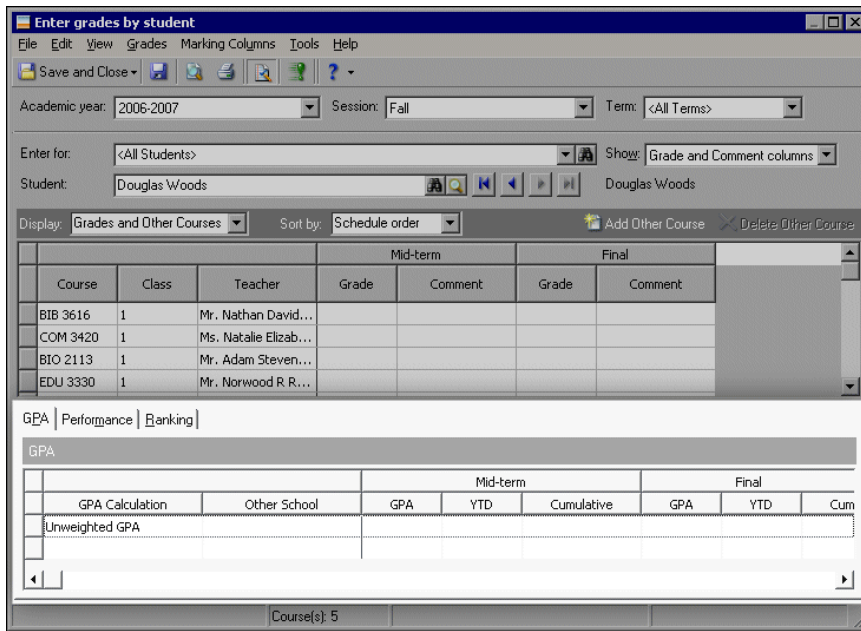 Enter grades by student
File Edit View Grades Marking Columns Tools Help
Save and Close
Academic year: 2006-2007 Session: Fall Term: <All Terms>
Enter for: <All Students> Show: Grade and Comment columns
Student: Douglas Woods Douglas Woods
Display: Grades and Other Courses Sort by: Schedule order Add Other Course Delete Other Course
Mid-term Final
Course Class Teacher Grade Comment Grade Comment
BIB 3616 1 Mr. Nathan David...
COM 3420 1 Ms. Natalie Elizab...
BIO 2113 1 Mr. Adam Steven...
EDU 3330 1 Mr. Norwood R R...
GPA Performance Ranking
GPA
Mid-term Final
GPA Calculation Other School GPA YTD Cumulative GPA YTD Cum
Unweighted GPA
Course(s): 5